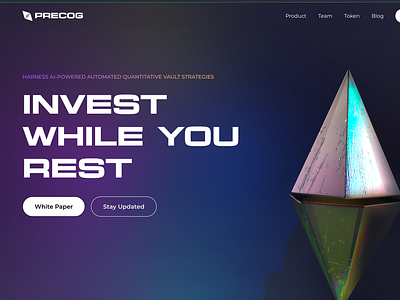 PRECOG
Product Team Token Blog
HARNESS AI-POWERED AUTOMATED QUANTITATIVE VAULT STRATEGIES
INVEST
WHILE YOU
REST
White Paper Stay Updated